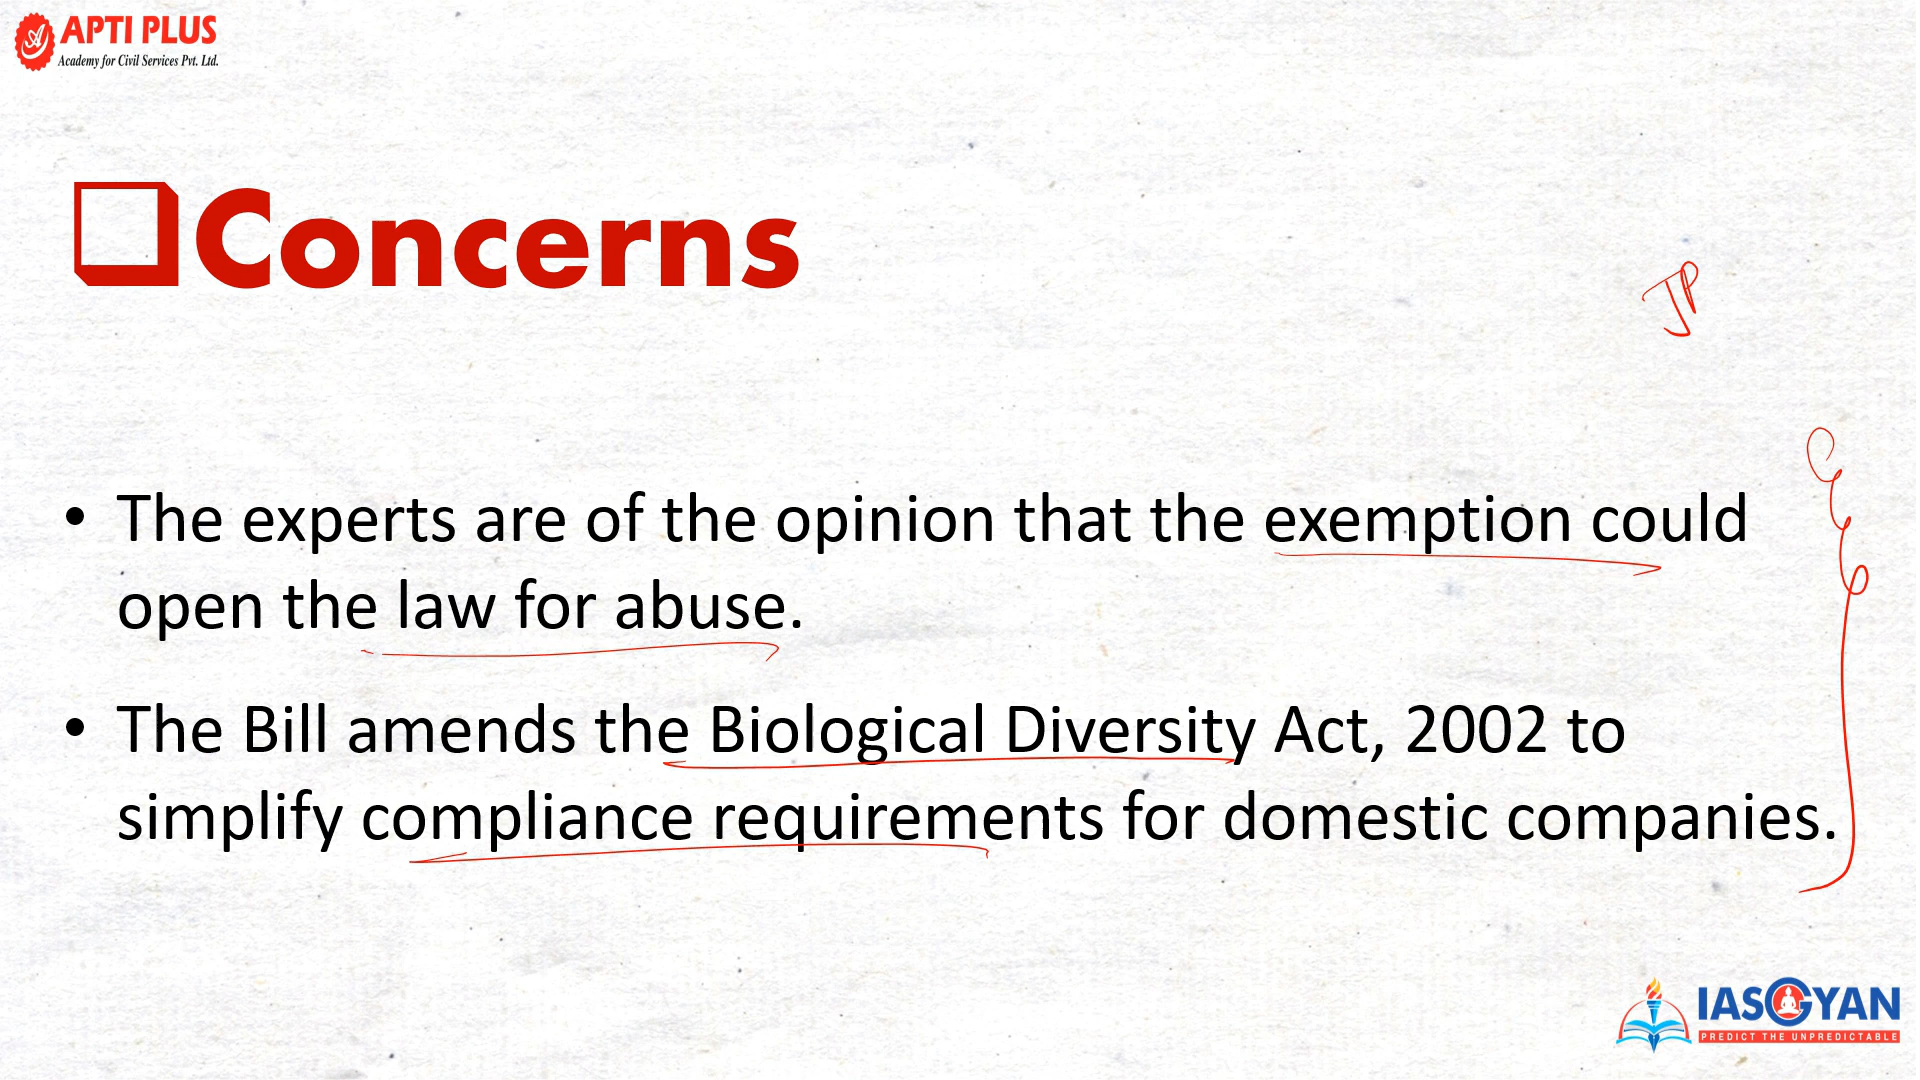 APTI PLUS
Academy for Civil Services Pvt. Ltd.
Concerns
JP
• The experts are of the opinion that the exemption could
open the law for abuse.
• The Bill amends the Biological Diversity Act, 2002 to
simplify compliance requirements for domestic companies.
IASGYAN
PREDICT THE UNPREDICTABLE